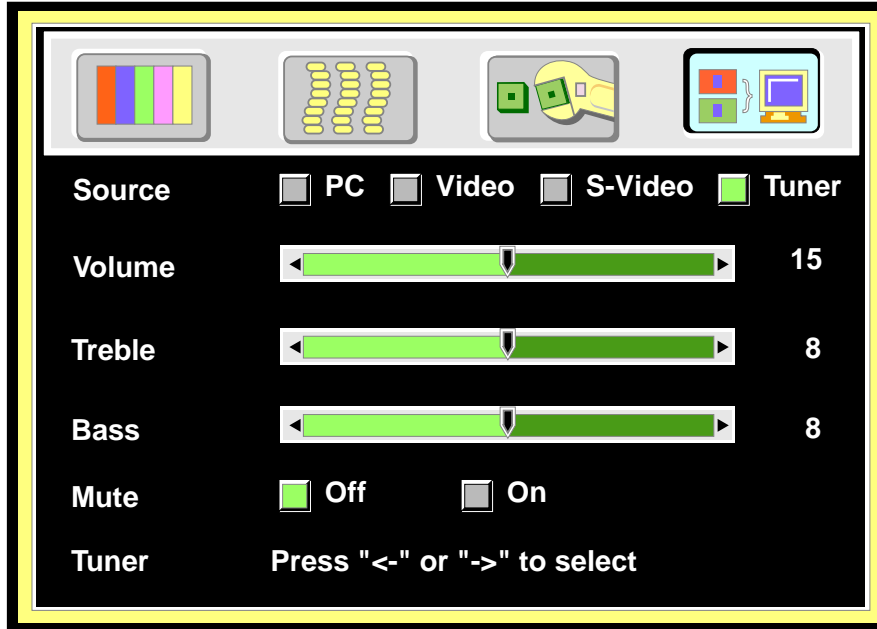 Source PC Video S-Video Tuner
Volume 15
Treble 8
Bass 8
Mute Off On
Tuner Press "<-" or "->" to select